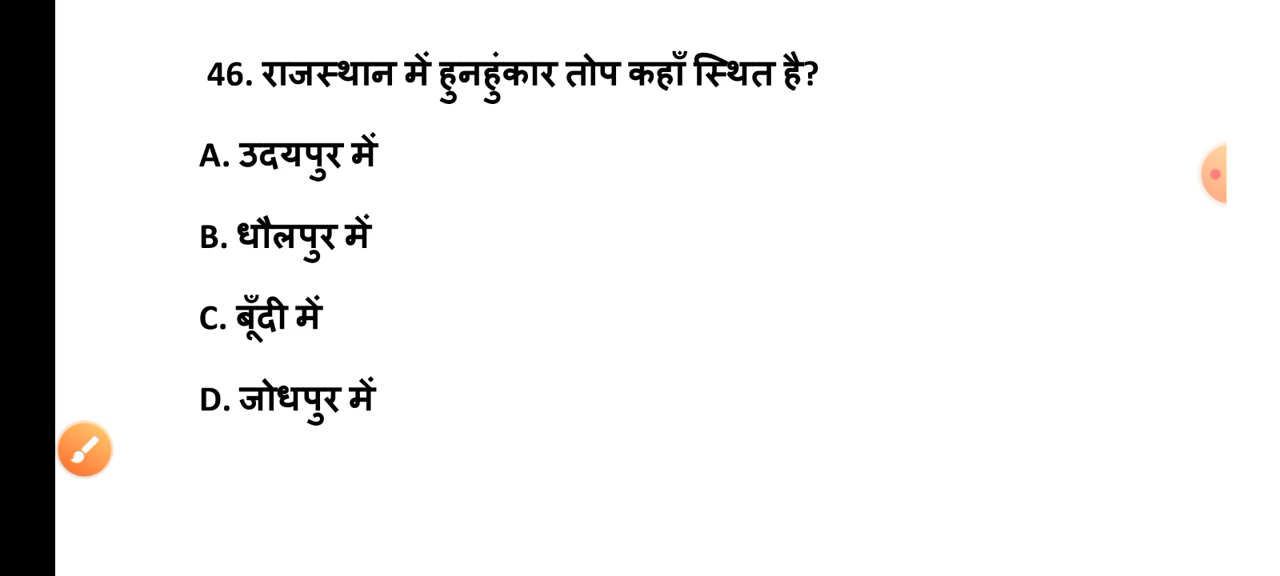 46. राजस्थान में हुनहुंकार तोप कहाँ स्थित है?
A. उदयपुर में
B. धौलपुर में
C. बूँदी में
D. जोधपुर में